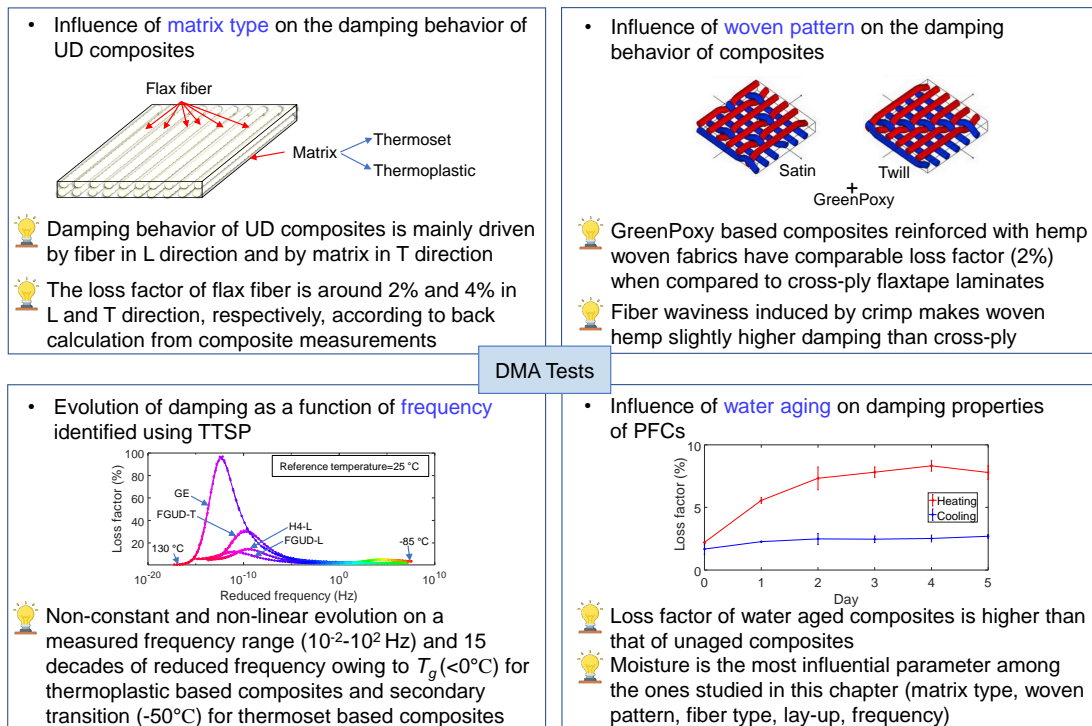 • Influence of matrix type on the damping behavior of
UD composites
Flax fiber
Matrix
Thermoset
Thermoplastic
Damping behavior of UD composites is mainly driven
by fiber in L direction and by matrix in T direction
The loss factor of flax fiber is around 2% and 4% in
L and T direction, respectively, according to back
calculation from composite measurements
• Influence of woven pattern on the damping
behavior of composites
Satin
Twill
+
GreenPoxy
GreenPoxy based composites reinforced with hemp
woven fabrics have comparable loss factor (2%)
when compared to cross-ply flaxtape laminates
Fiber waviness induced by crimp makes woven
hemp slightly higher damping than cross-ply
DMA Tests
• Evolution of damping as a function of frequency
identified using TTSP
100
80
60
40
20
Loss factor (%)
Reference temperature=25 °C
GE
FGUD-T
H4-L
FGUD-L
130 °C
-85 °C
10⁻²⁰
10⁻¹⁰
10⁰
10¹⁰
Reduced frequency (Hz)
Non-constant and non-linear evolution on a
measured frequency range (10⁻²-10² Hz) and 15
decades of reduced frequency owing to Tg (<0°C) for
thermoplastic based composites and secondary
transition (-50°C) for thermoset based composites
• Influence of water aging on damping properties
of PFCs
10
5
0
Loss factor (%)
Heating
Cooling
0
1
2
3
4
5
Day
Loss factor of water aged composites is higher than
that of unaged composites
Moisture is the most influential parameter among
the ones studied in this chapter (matrix type, woven
pattern, fiber type, lay-up, frequency)